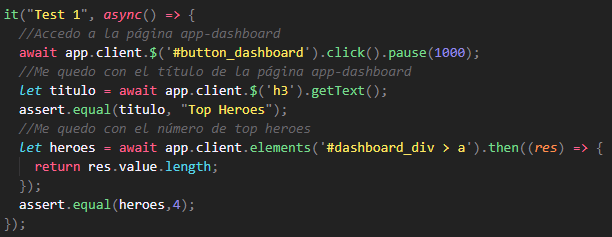 it("Test 1", async() => {
//Accedo a la página app-dashboard
await app.client.$('#button_dashboard').click().pause(1000);
//Me quedo con el título de la página app-dashboard
let titulo = await app.client.$('h3').getText();
assert.equal(titulo, "Top Heroes");
//Me quedo con el número de top heroes
let heroes = await app.client.elements('#dashboard_div > a').then((res) => {
return res.value.length;
});
assert.equal(heroes,4);
});